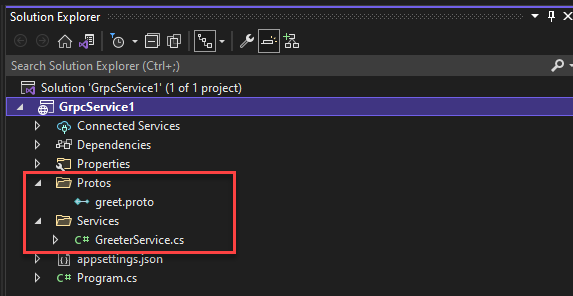 Solution Explorer
Search Solution Explorer (Ctrl+;)
Solution 'GrpcService1' (1 of 1 project)
GrpcService1
Connected Services
Dependencies
Properties
Protos
greet.proto
Services
C# GreeterService.cs
appsettings.json
C# Program.cs